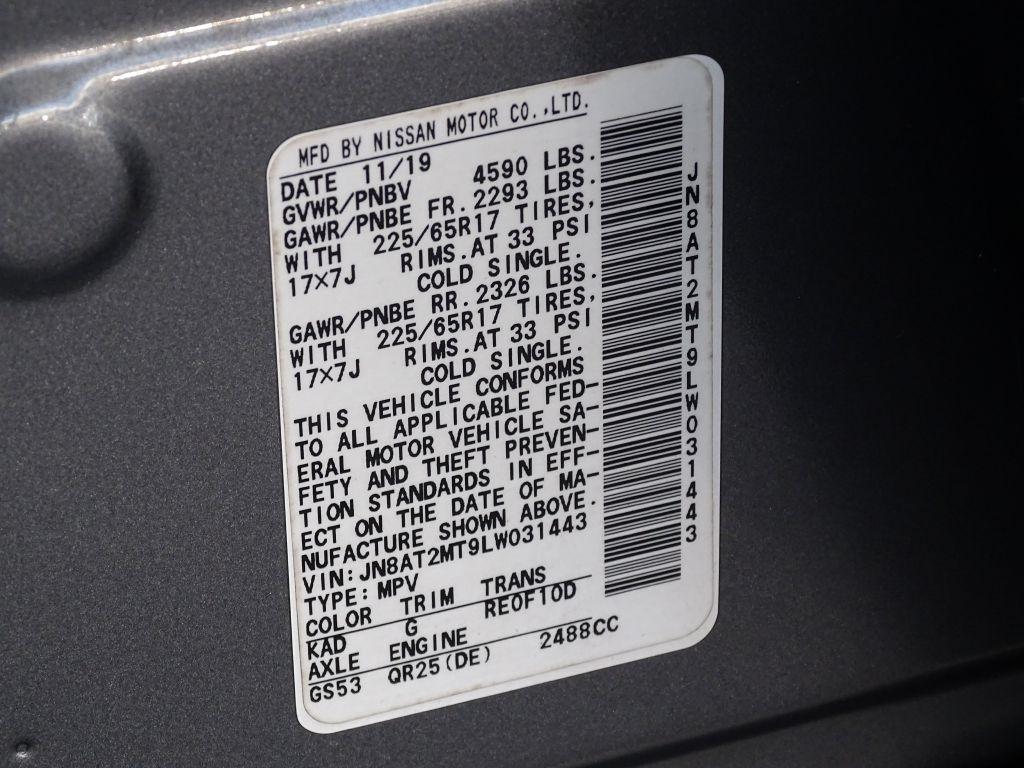 MFD BY NISSAN MOTOR CO.,LTD.
DATE 11/19
GVWR/PNBV 4590 LBS.
GAWR/PNBE FR. 2293 LBS.
WITH 225/65R17 TIRES,
17×7J RIMS.AT 33 PSI
COLD SINGLE.
GAWR/PNBE RR. 2326 LBS.
WITH 225/65R17 TIRES,
17×7J RIMS.AT 33 PSI
COLD SINGLE.
THIS VEHICLE CONFORMS
TO ALL APPLICABLE FED-
ERAL MOTOR VEHICLE SA-
FETY AND THEFT PREVEN-
TION STANDARDS IN EFF-
ECT ON THE DATE OF MA-
NUFACTURE SHOWN ABOVE.
VIN:JN8AT2MT9LW031443
TYPE:MPV
COLOR TRIM TRANS
KAD G RE0F10D
AXLE ENGINE
GS53 QR25(DE) 2488CC
JN8AT2MT9LW031443